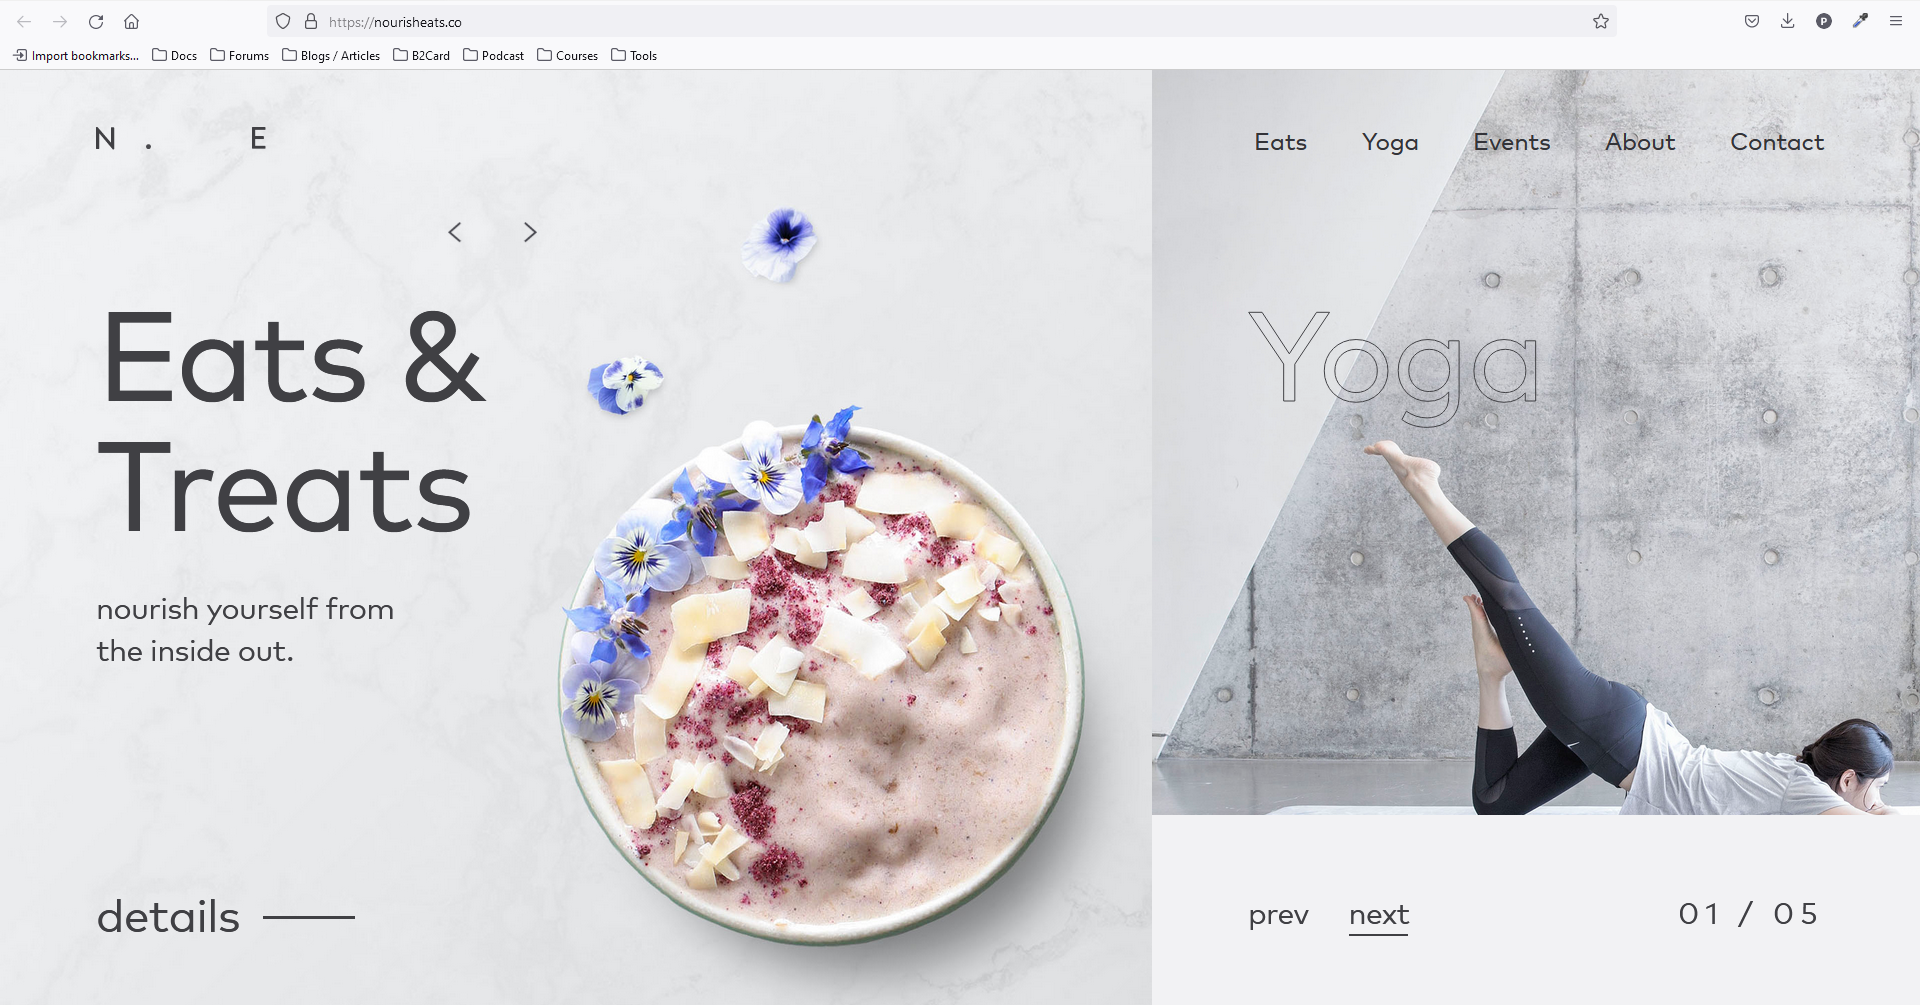 https://nourisheats.co
Import bookmarks... Docs Forums Blogs / Articles B2Card Podcast Courses Tools
N . E
Eats Yoga Events About Contact
Eats &
Treats
nourish yourself from
the inside out.
details
Yoga
prev next
01 / 05